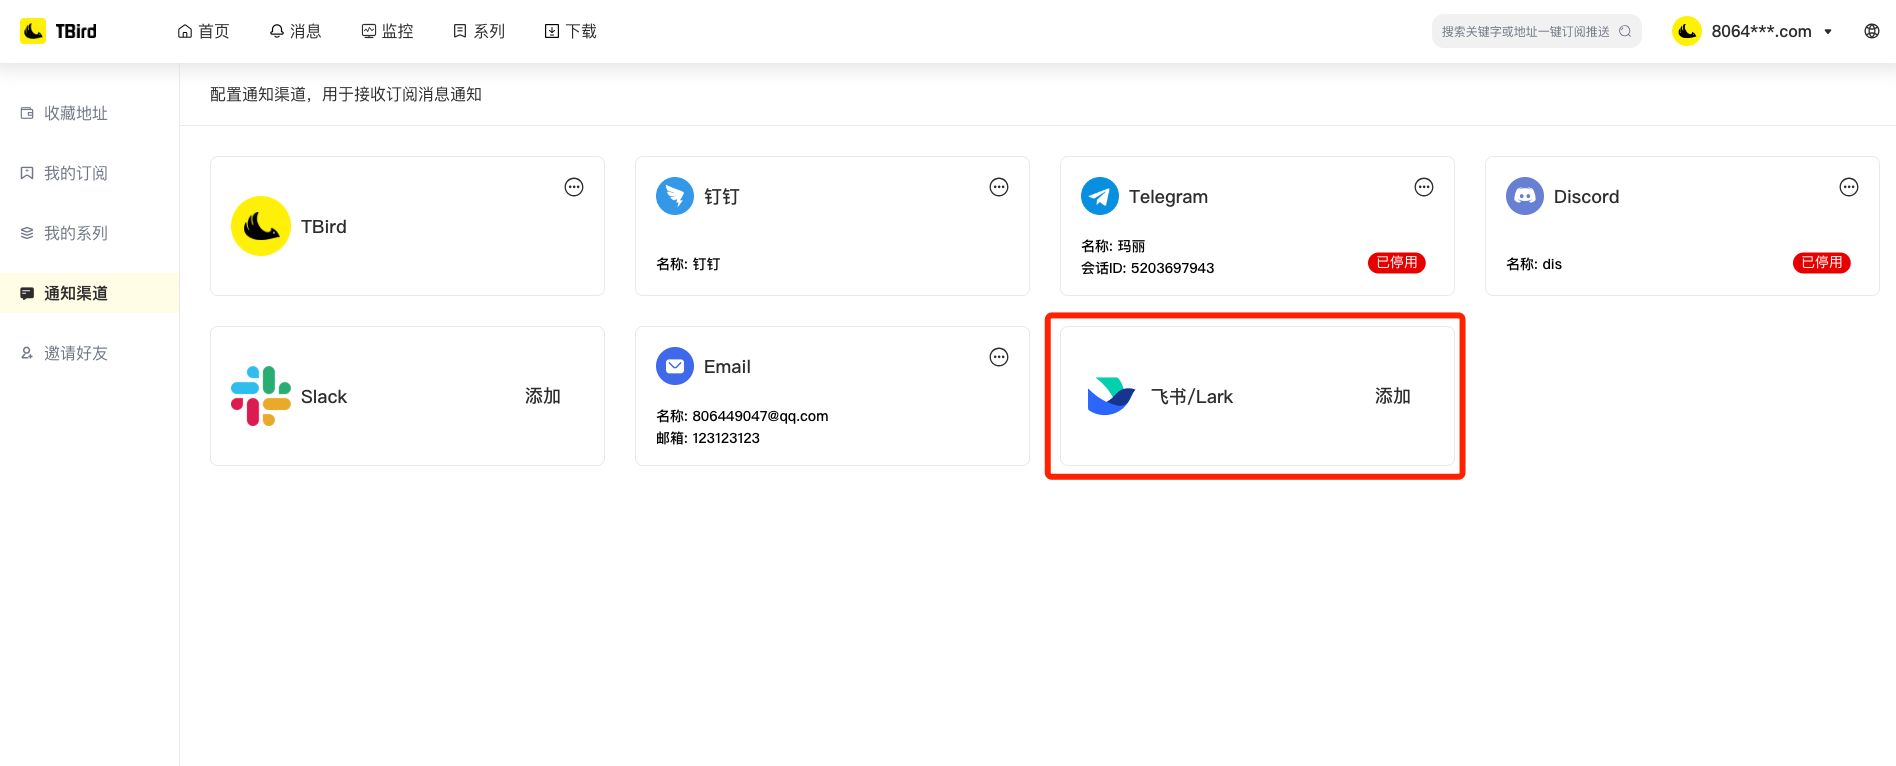 TBird
首页
消息
监控
系列
下载
搜索关键字或地址一键订阅推送
8064***.com
收藏地址
我的订阅
我的系列
通知渠道
邀请好友
配置通知渠道，用于接收订阅消息通知
TBird
钉钉
名称: 钉钉
Telegram
名称: 玛丽
会话ID: 5203697943
已停用
Discord
名称: dis
已停用
Slack
添加
Email
名称: 806449047@qq.com
邮箱: 123123123
飞书/Lark
添加